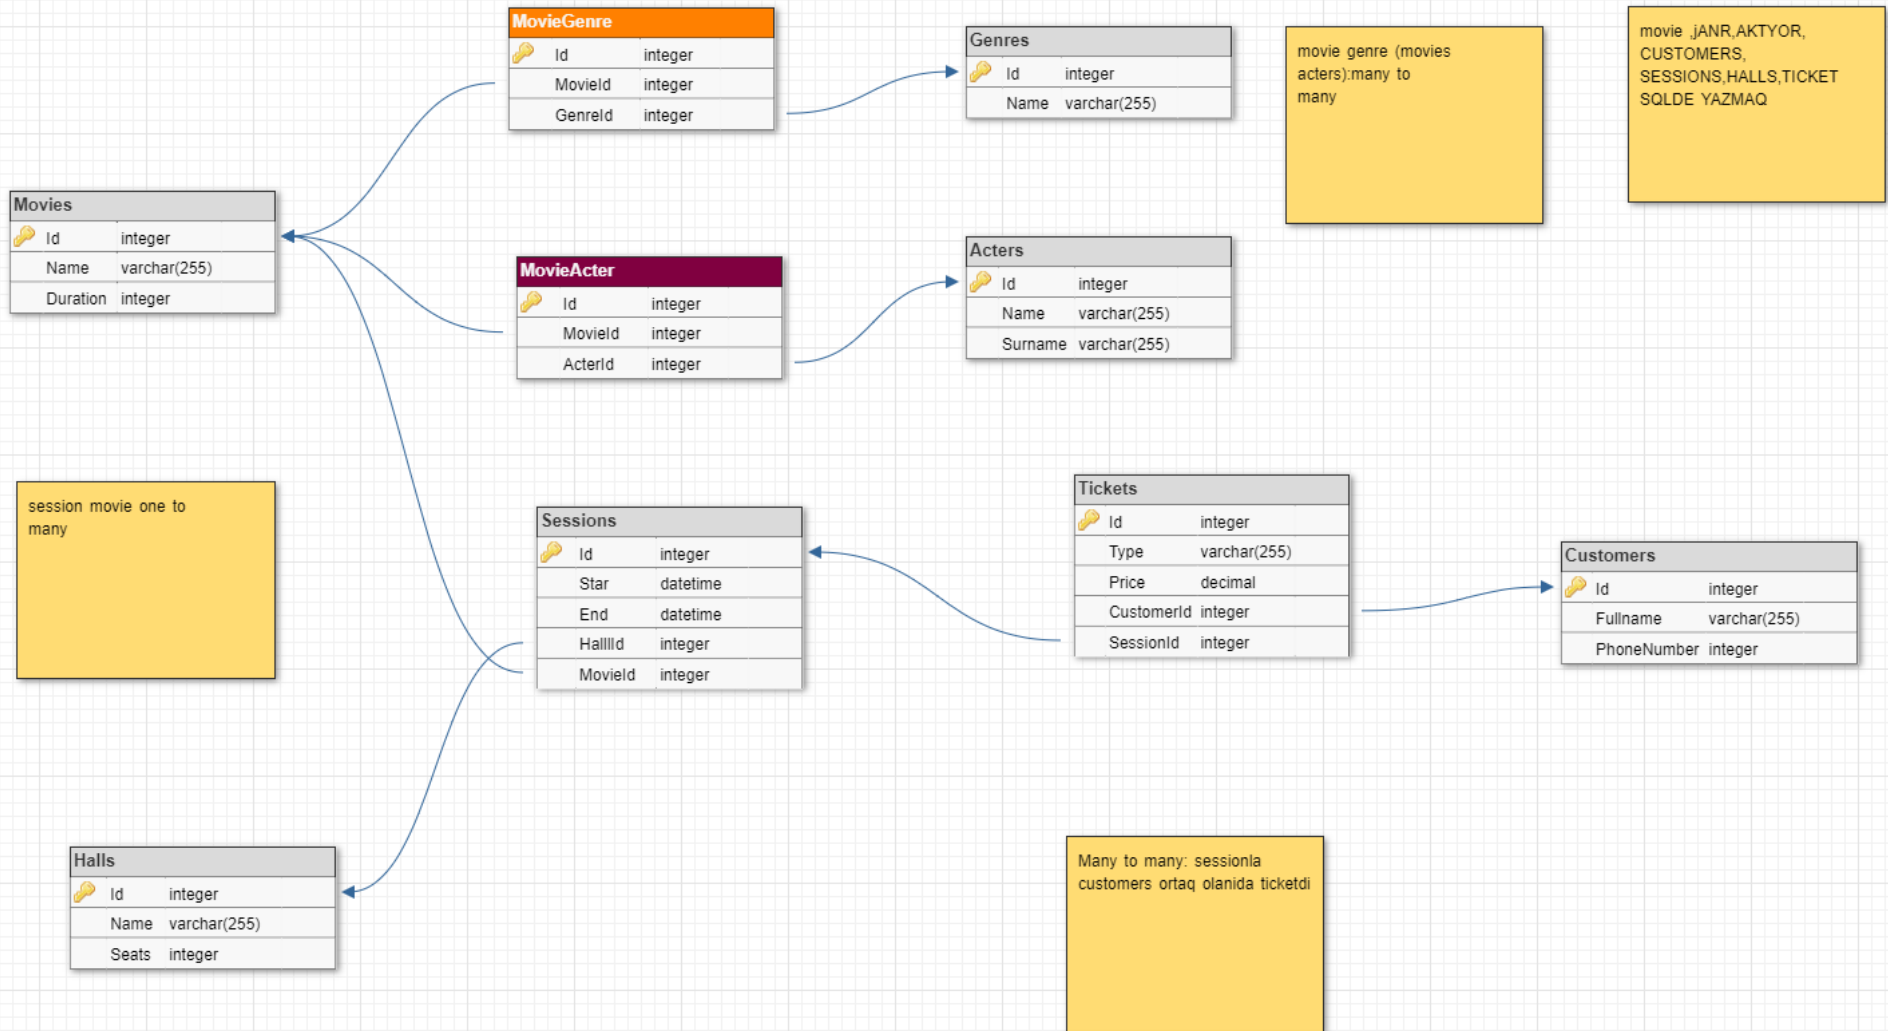 MovieGenre
Id integer
MovieId integer
GenreId integer
Genres
Id integer
Name varchar(255)
movie genre (movies
acters):many to
many
movie ,jANR,AKTYOR,
CUSTOMERS,
SESSIONS,HALLS,TICKET
SQLDE YAZMAQ
Movies
Id integer
Name varchar(255)
Duration integer
MovieActer
Id integer
MovieId integer
ActerId integer
Acters
Id integer
Name varchar(255)
Surname varchar(255)
session movie one to
many
Sessions
Id integer
Star datetime
End datetime
HallIId integer
MovieId integer
Tickets
Id integer
Type varchar(255)
Price decimal
CustomerId integer
SessionId integer
Customers
Id integer
Fullname varchar(255)
PhoneNumber integer
Halls
Id integer
Name varchar(255)
Seats integer
Many to many: sessionla
customers ortaq olanida ticketdi